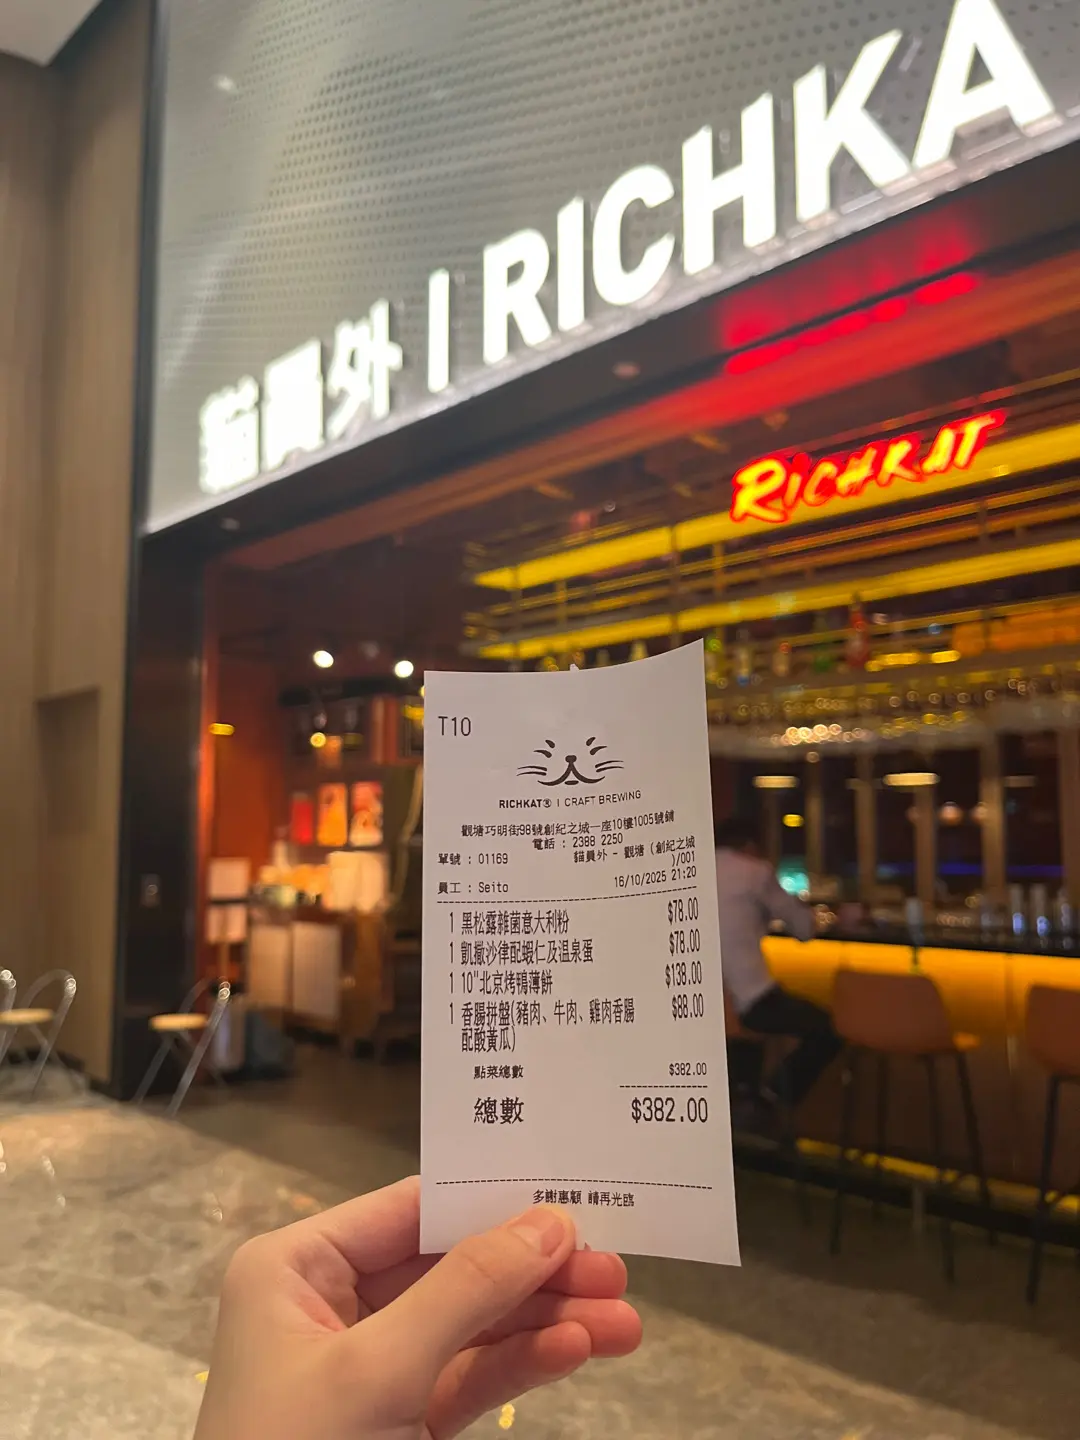 貓員外 | RICHKA
RICHKAT
T10
RICHKAT® | CRAFT BREWING
觀塘巧明街98號創紀之城一座10樓1005號鋪
電話 : 2388 2250
單號 : 01169 貓員外 - 觀塘 (創紀之城
)/001
員工 : Seito 16/10/2025 21:20
1 黑松露雜菌意大利粉 $78.00
1 凱撒沙律配蝦仁及温泉蛋 $78.00
1 10"北京烤鴨薄餅 $138.00
1 香腸拼盤(豬肉、牛肉、雞肉香腸 $88.00
配酸黃瓜)
點菜總數 $382.00
總數 $382.00
多謝惠顧 請再光臨